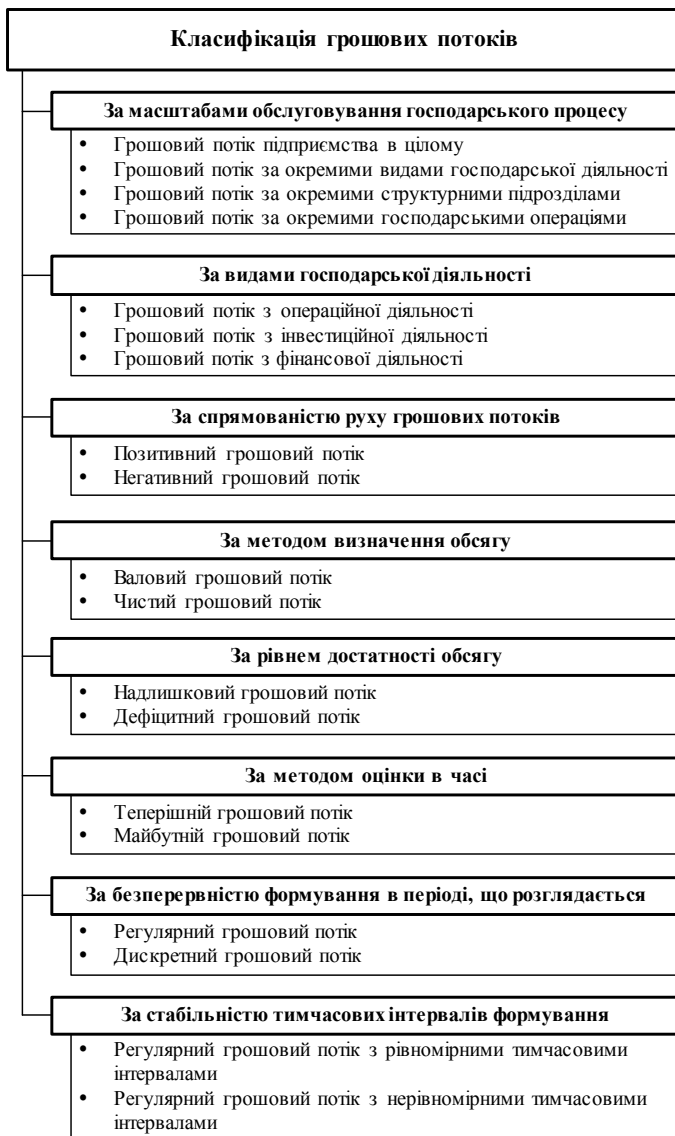 Класифікація грошових потоків
За масштабами обслуговування господарського процесу
• Грошовий потік підприємства в цілому
• Грошовий потік за окремими видами господарської діяльності
• Грошовий потік за окремими структурними підрозділами
• Грошовий потік за окремими господарськими операціями
За видами господарської діяльності
• Грошовий потік з операційної діяльності
• Грошовий потік з інвестиційної діяльності
• Грошовий потік з фінансової діяльності
За спрямованістю руху грошових потоків
• Позитивний грошовий потік
• Негативний грошовий потік
За методом визначення обсягу
• Валовий грошовий потік
• Чистий грошовий потік
За рівнем достатності обсягу
• Надлишковий грошовий потік
• Дефіцитний грошовий потік
За методом оцінки в часі
• Теперішній грошовий потік
• Майбутній грошовий потік
За безперервністю формування в періоді, що розглядається
• Регулярний грошовий потік
• Дискретний грошовий потік
За стабільністю тимчасових інтервалів формування
• Регулярний грошовий потік з рівномірними тимчасовими
інтервалами
• Регулярний грошовий потік з нерівномірними тимчасовими
інтервалами